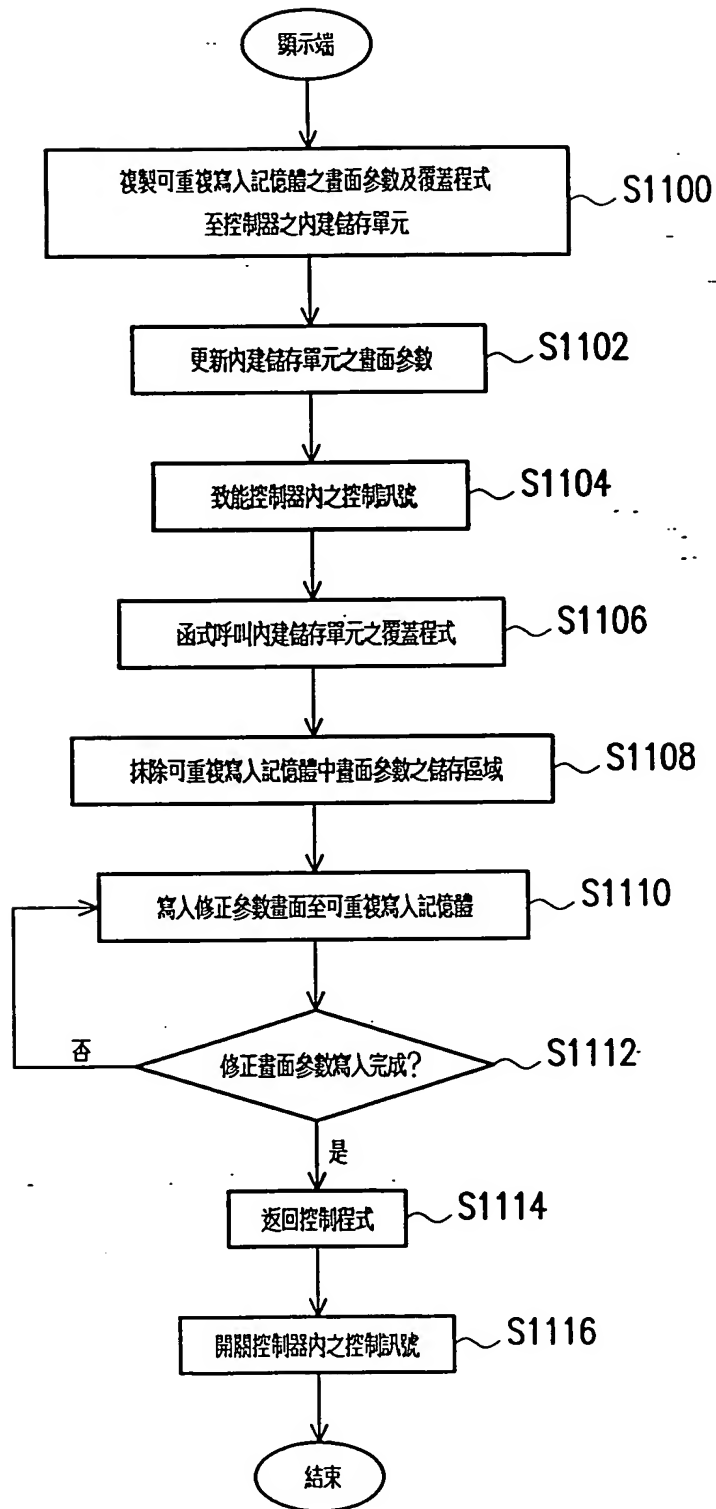 顯示端
複製可重複寫入記憶體之畫面參數及覆蓋程式
至控制器之內建儲存單元
S1100
更新內建儲存單元之畫面參數
S1102
致能控制器內之控制訊號
S1104
函式呼叫內建儲存單元之覆蓋程式
S1106
抹除可重複寫入記憶體中畫面參數之儲存區域
S1108
寫入修正參數畫面至可重複寫入記憶體
S1110
否
修正畫面參數寫入完成?
S1112
是
返回控制程式
S1114
開關控制器內之控制訊號
S1116
結束